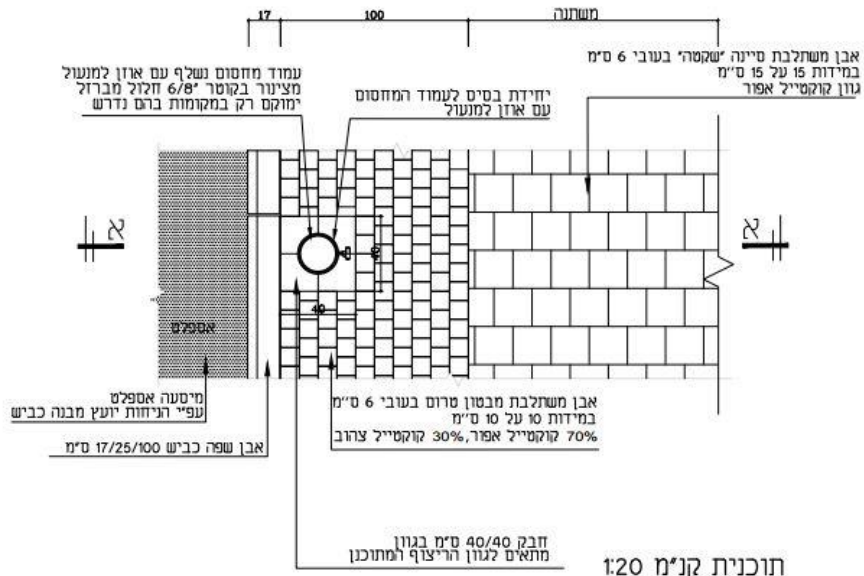 17
100
משתנה
עמוד מחסום נשלף עם אוזן למנעול
מצינור בקוטר 6/8" חלול מברזל
ימוקם רק במקומות בהם נדרש
יחידת בסיס לעמוד המחסום
עם אוזן למנעול
אבן משתלבת סיינה "שקטה" בעובי 6 ס"מ
במידות 15 על 15 ס''מ
גוון קוקטייל אפור
א
א
40
40
אספלט
מיסעה אספלט
עפ"י הניחות יועץ מבנה כביש
אבן שפה כביש 17/25/100 ס"מ
אבן משתלבת מבטון טרום בעובי 6 ס''מ
במידות 10 על 10 ס''מ
70% קוקטייל אפור,30% קוקטייל צהוב
חבק 40/40 ס"מ בגוון
מתאים לגוון הריצוף המתוכנן
תוכנית קנ"מ 1:20